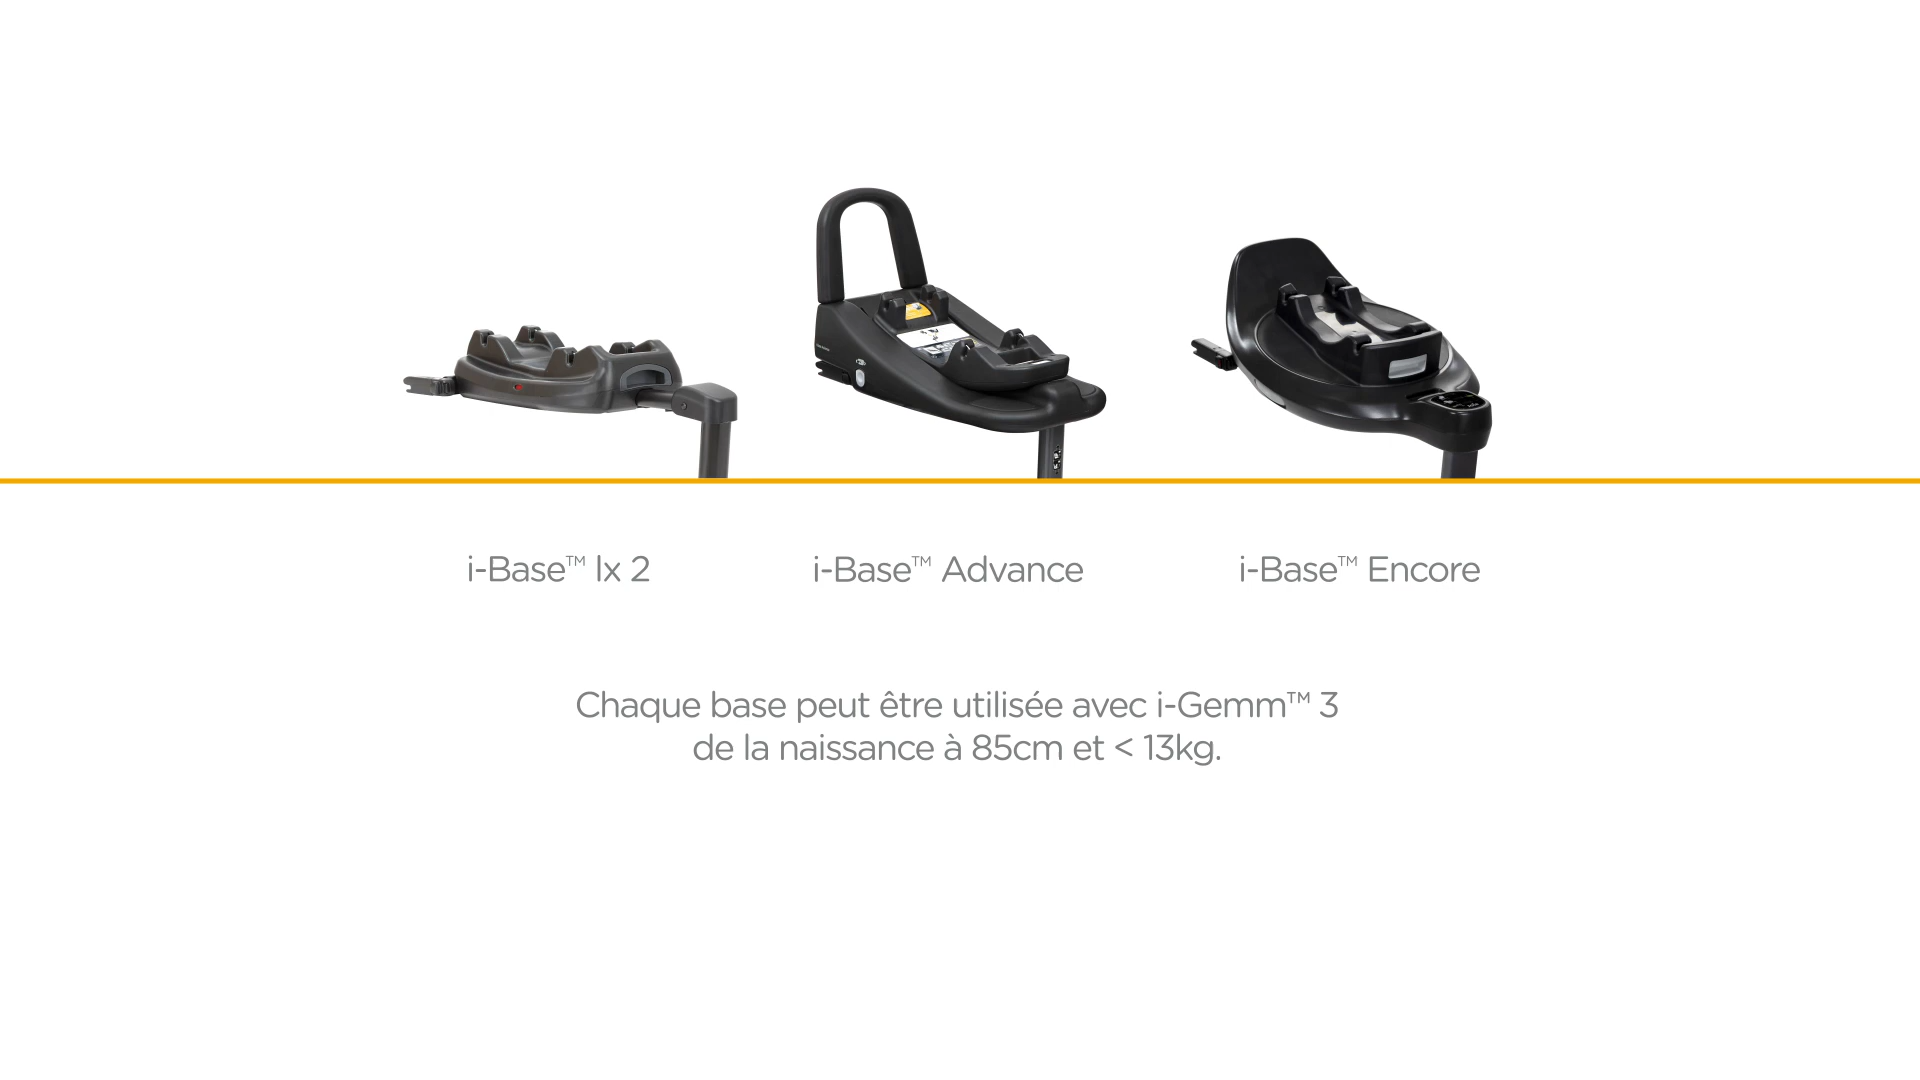 i-Base™ lx 2
i-Base™ Advance
i-Base™ Encore
Chaque base peut être utilisée avec i-Gemm™ 3
de la naissance à 85cm et < 13kg.